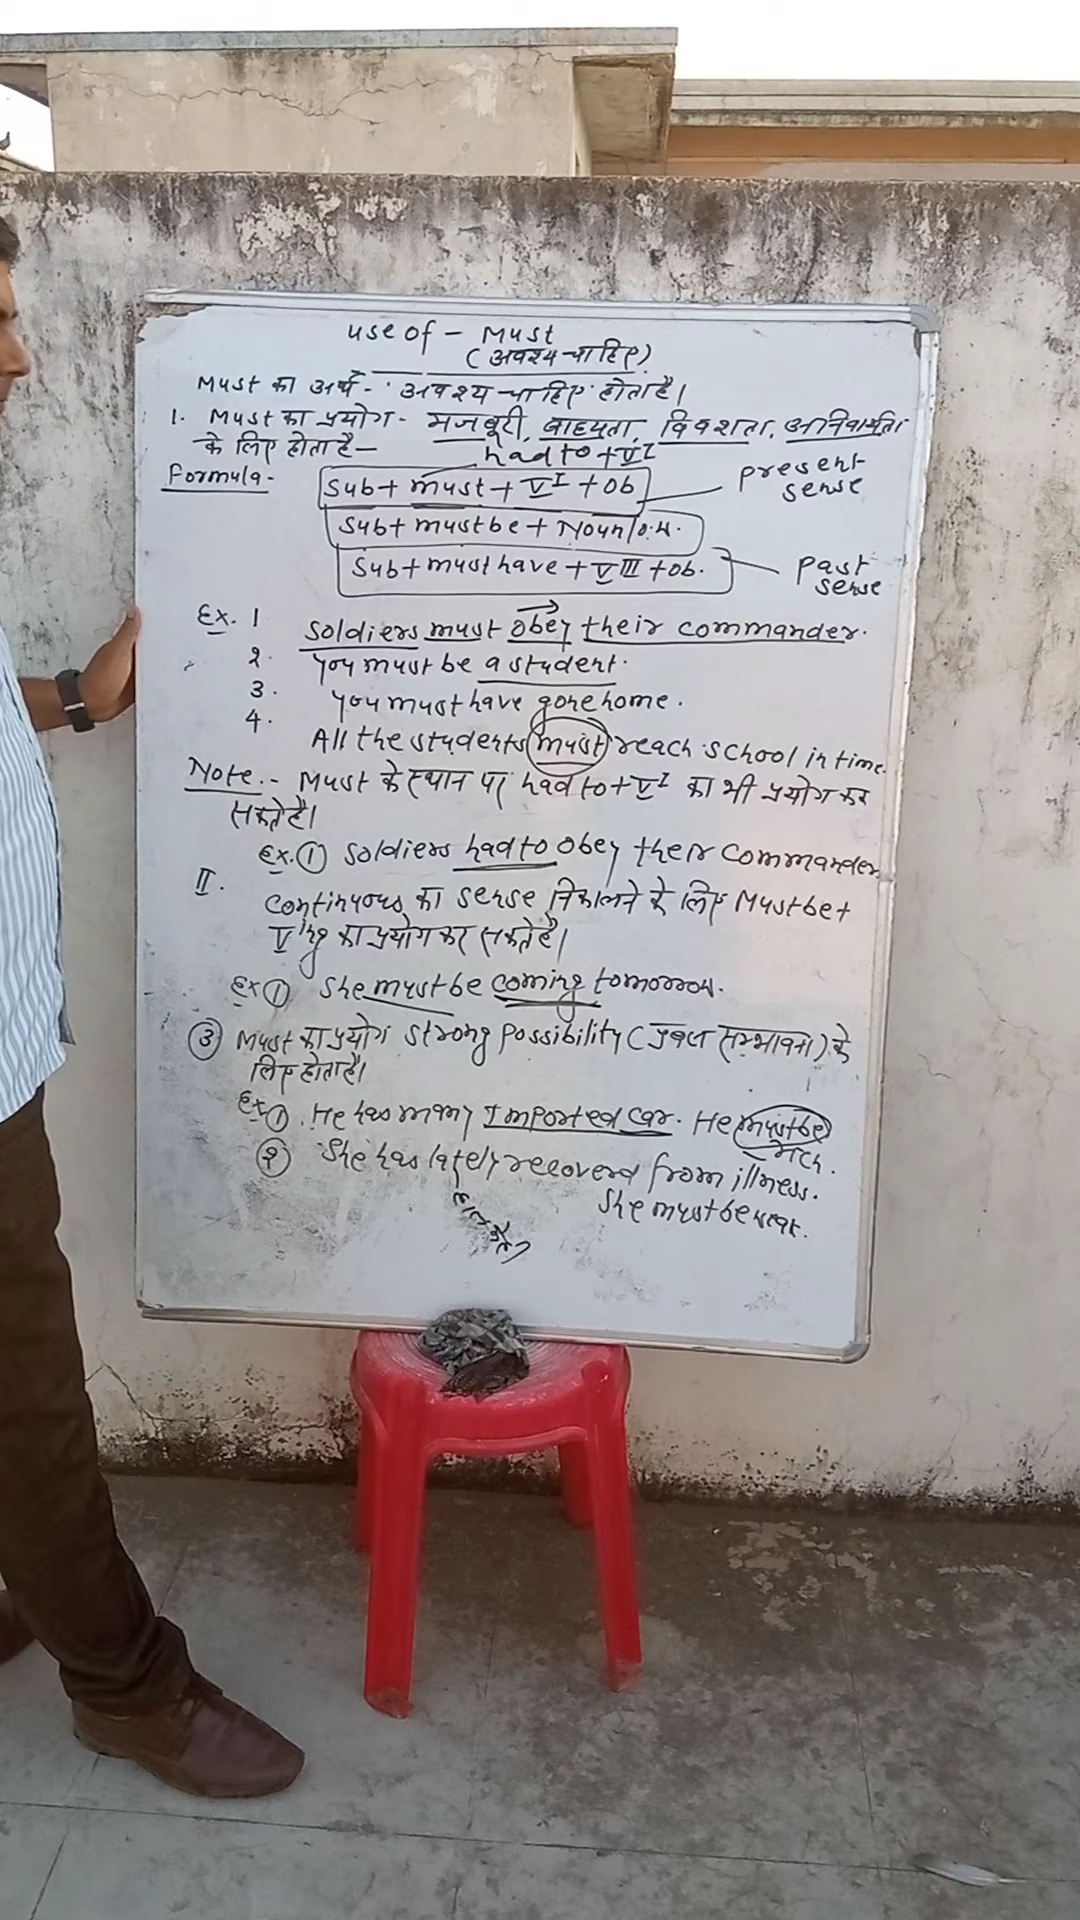 use of - Must
(अवश्य चाहिए)
Must का अर्थ - 'अवश्य चाहिए' होता है।
1. Must का प्रयोग - मजबूरी, बाध्यता, विवशता, अनिवार्यता
के लिए होता है -
had to + V I
Formula -
Sub + must + V I + ob
present sense
Sub + must be + Noun/
Sub + must have + V III + ob.
past sense
Ex. 1 Soldiers must obey their commander.
2. You must be a student.
3. You must have gone home.
4. All the students must reach school in time.
Note. - Must के स्थान पर had to + V I का भी प्रयोग कर
सकते है।
Ex. ① Soldiers had to obey their commander.
II. Continuous का sense निकालने के लिए Must be +
V ing का प्रयोग कर सकते है।
Ex ① She must be coming tomorrow.
③ Must का प्रयोग strong possibility (प्रबल सम्भावना) के
लिए होता है।
Ex ①. He has many Imported car. He must be
rich.
② She has lately recoverd from illness.
She must be weak.
हाल में ही